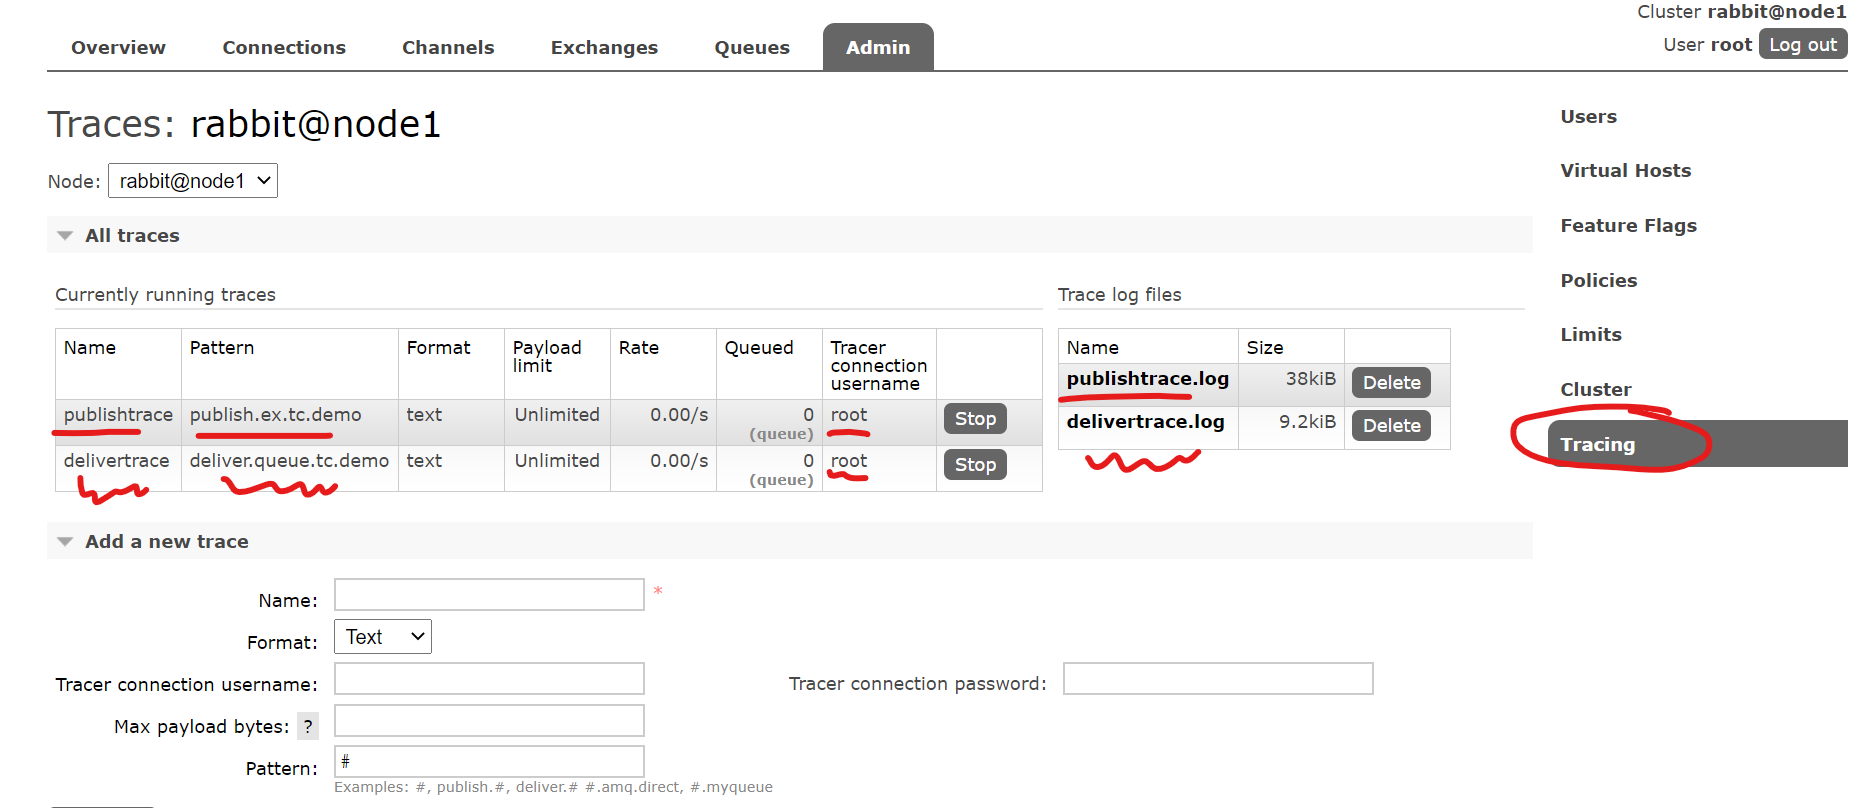 Cluster rabbit@node1
User root Log out
Overview Connections Channels Exchanges Queues Admin
Traces: rabbit@node1
Node: rabbit@node1
All traces
Currently running traces
Name Pattern Format Payload limit Rate Queued Tracer connection username
publishtrace publish.ex.tc.demo text Unlimited 0.00/s 0 (queue) root Stop
delivertrace deliver.queue.tc.demo text Unlimited 0.00/s 0 (queue) root Stop
Trace log files
Name Size
publishtrace.log 38kiB Delete
delivertrace.log 9.2kiB Delete
Add a new trace
Name: *
Format: Text
Tracer connection username: Tracer connection password:
Max payload bytes: ?
Pattern: #
Examples: #, publish.#, deliver.# #.amq.direct, #.myqueue
Users
Virtual Hosts
Feature Flags
Policies
Limits
Cluster
Tracing